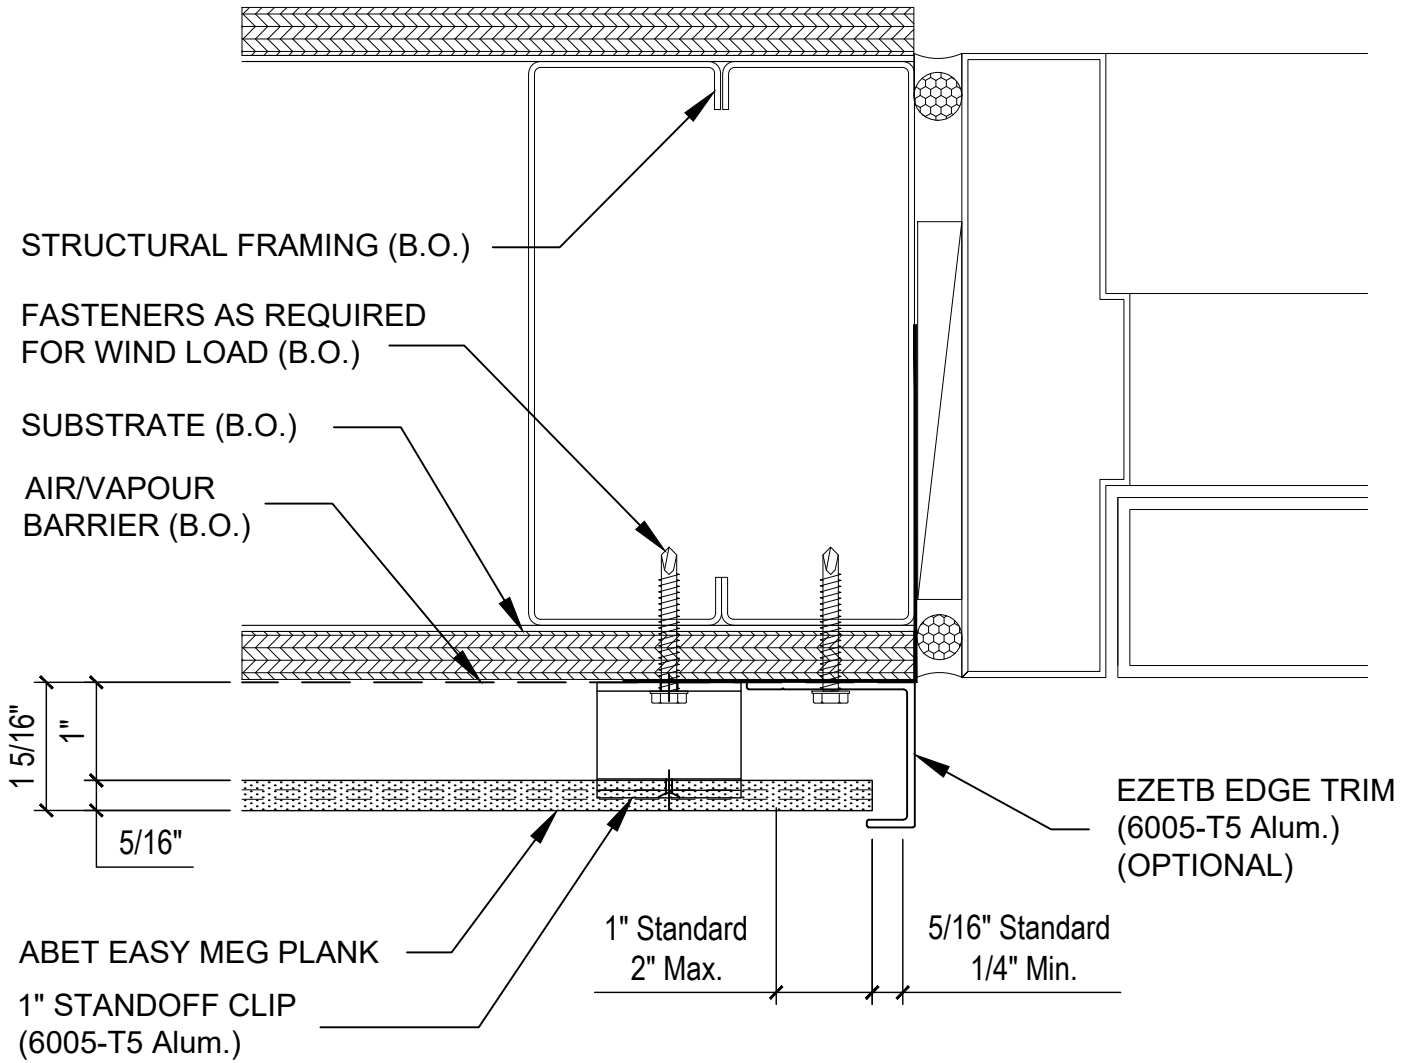 STRUCTURAL FRAMING (B.O.)
FASTENERS AS REQUIRED
FOR WIND LOAD (B.O.)
SUBSTRATE (B.O.)
AIR/VAPOUR
BARRIER (B.O.)
1 5/16"
1"
5/16"
ABET EASY MEG PLANK
1" STANDOFF CLIP
(6005-T5 Alum.)
1" Standard
2" Max.
5/16" Standard
1/4" Min.
EZETB EDGE TRIM
(6005-T5 Alum.)
(OPTIONAL)